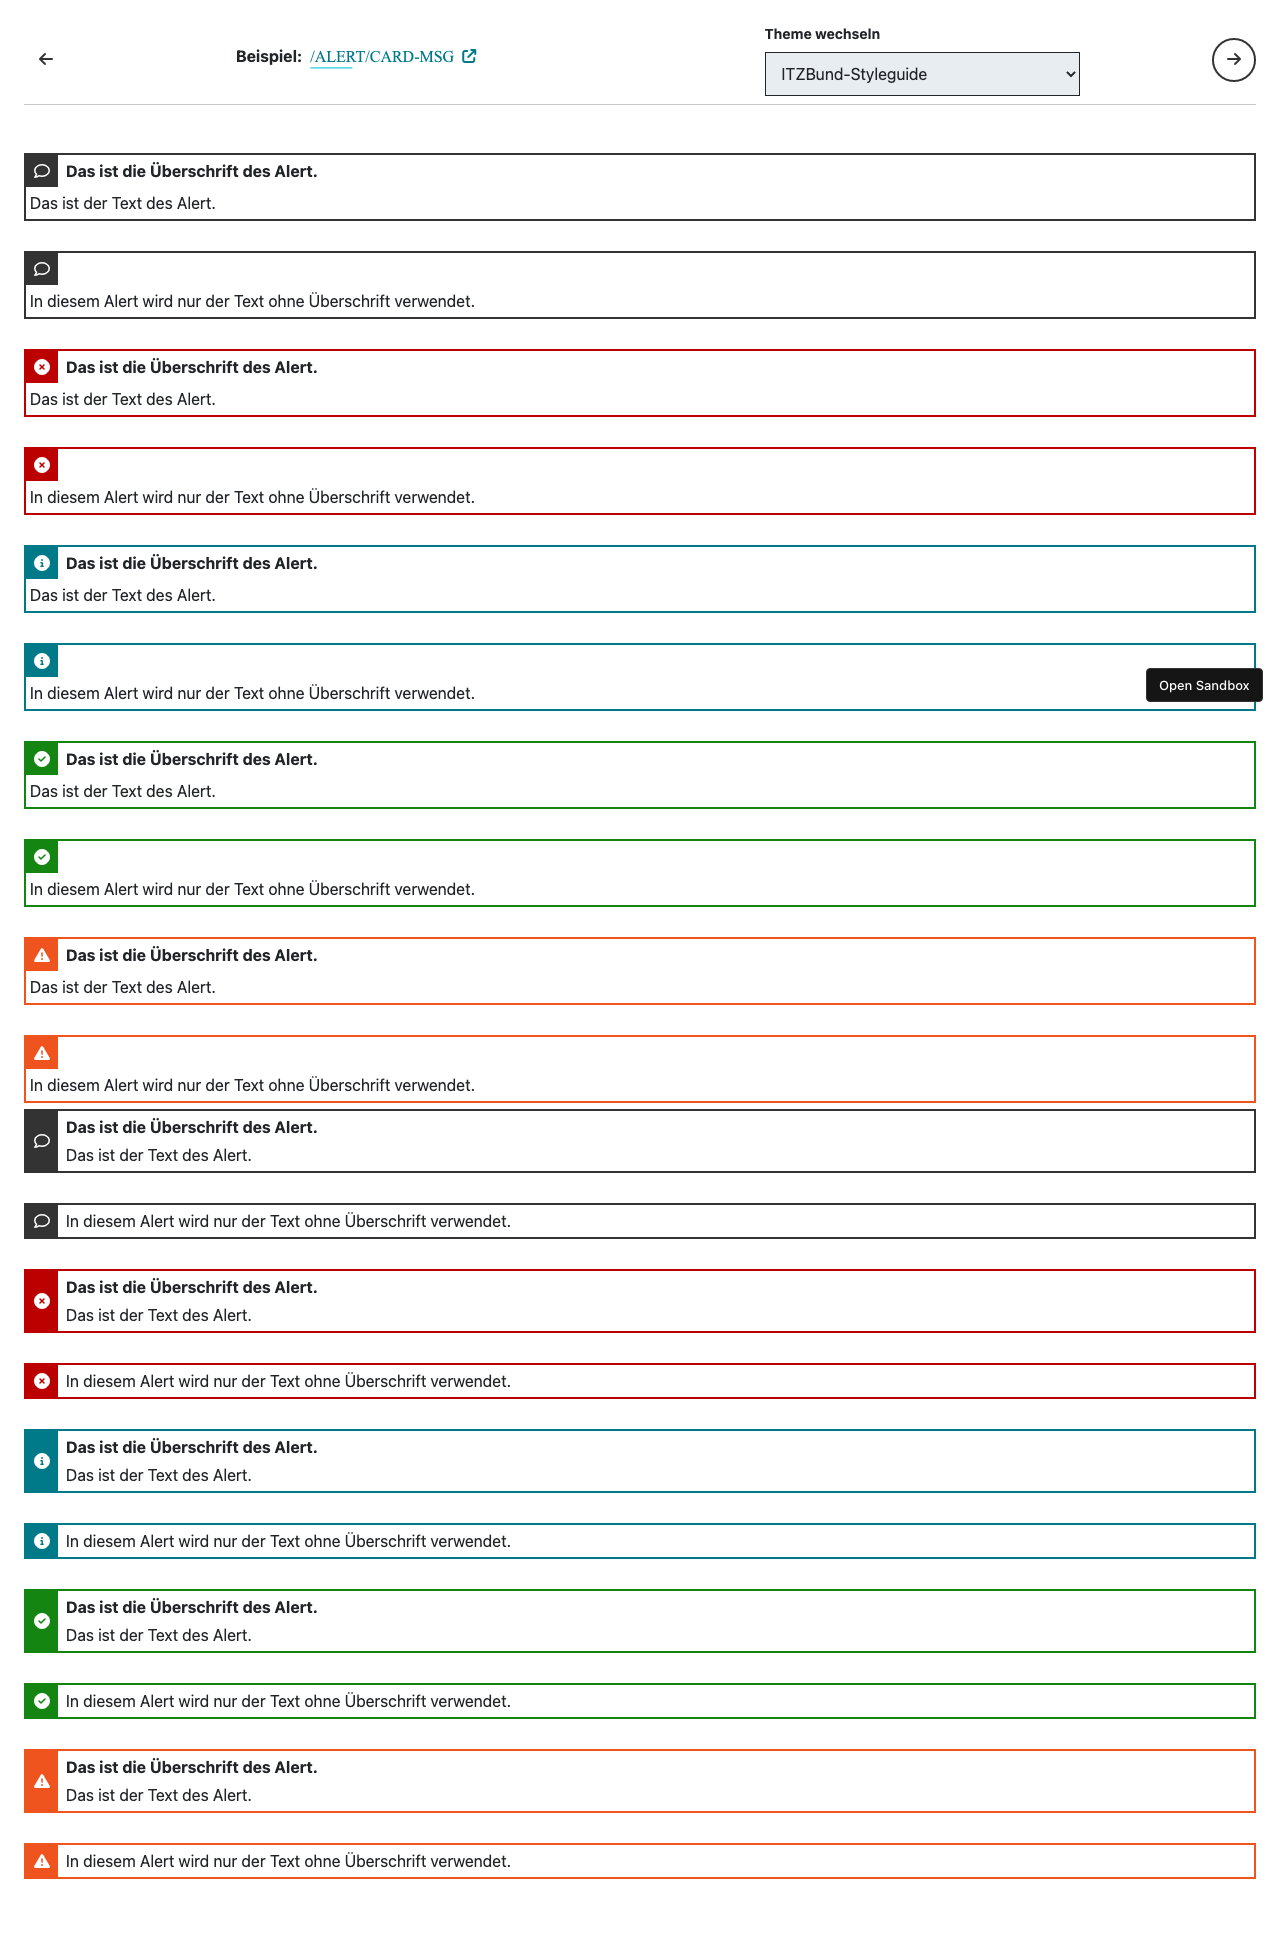 Theme wechseln
Beispiel: /ALERT/CARD-MSG
ITZBund-Styleguide
Das ist die Überschrift des Alert.
Das ist der Text des Alert.
In diesem Alert wird nur der Text ohne Überschrift verwendet.
Das ist die Überschrift des Alert.
Das ist der Text des Alert.
In diesem Alert wird nur der Text ohne Überschrift verwendet.
Das ist die Überschrift des Alert.
Das ist der Text des Alert.
Open Sandbox
In diesem Alert wird nur der Text ohne Überschrift verwendet.
Das ist die Überschrift des Alert.
Das ist der Text des Alert.
In diesem Alert wird nur der Text ohne Überschrift verwendet.
Das ist die Überschrift des Alert.
Das ist der Text des Alert.
In diesem Alert wird nur der Text ohne Überschrift verwendet.
Das ist die Überschrift des Alert.
Das ist der Text des Alert.
In diesem Alert wird nur der Text ohne Überschrift verwendet.
Das ist die Überschrift des Alert.
Das ist der Text des Alert.
In diesem Alert wird nur der Text ohne Überschrift verwendet.
Das ist die Überschrift des Alert.
Das ist der Text des Alert.
In diesem Alert wird nur der Text ohne Überschrift verwendet.
Das ist die Überschrift des Alert.
Das ist der Text des Alert.
In diesem Alert wird nur der Text ohne Überschrift verwendet.
Das ist die Überschrift des Alert.
Das ist der Text des Alert.
In diesem Alert wird nur der Text ohne Überschrift verwendet.